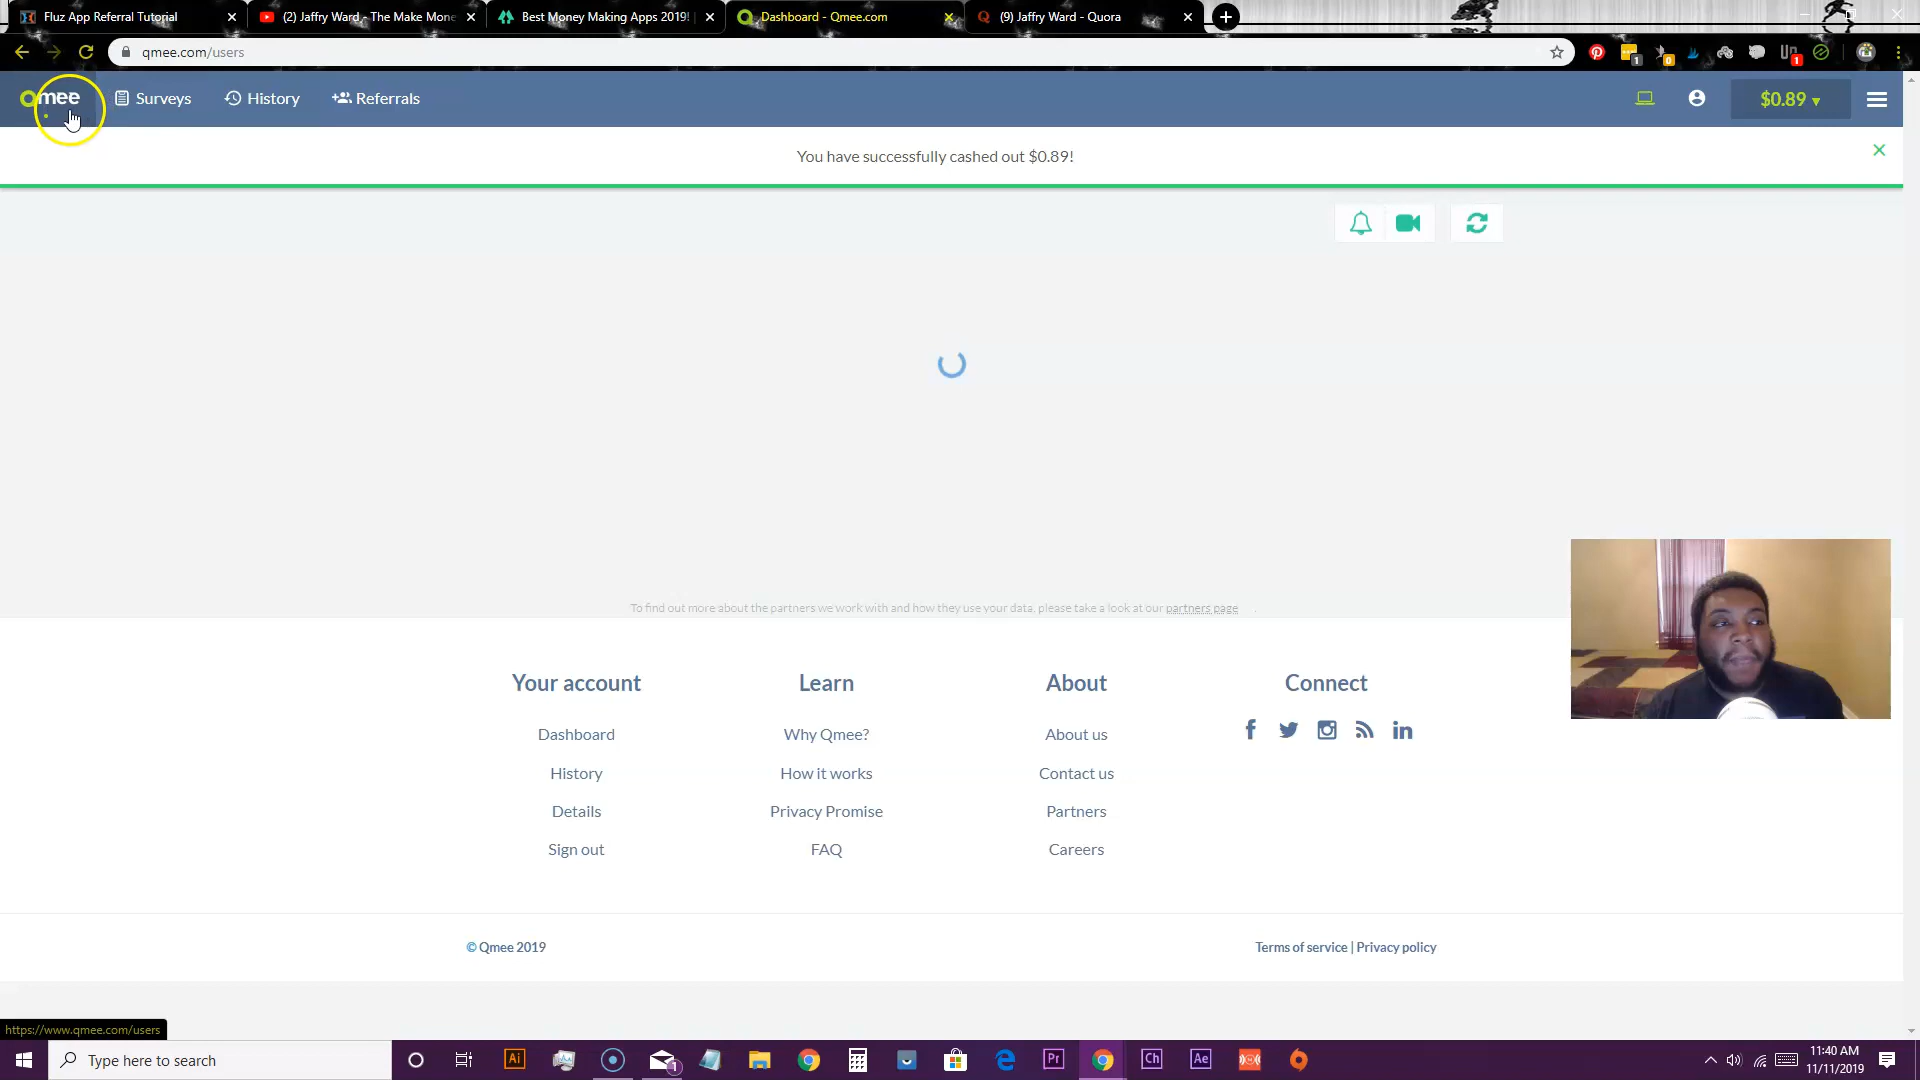 Fluz App Referral Tutorial
(2) Jaffry Ward - The Make Mone
Best Money Making Apps 2019!
Dashboard - Qmee.com
(9) Jaffry Ward - Quora
qmee.com/users
Qmee
Surveys
History
Referrals
$0.89
You have successfully cashed out $0.89!
To find out more about the partners we work with and how they use your data, please take a look at our partners page .
Your account
Learn
About
Connect
Dashboard
Why Qmee?
About us
History
How it works
Contact us
Details
Privacy Promise
Partners
Sign out
FAQ
Careers
© Qmee 2019
Terms of service | Privacy policy
https://www.qmee.com/users
Type here to search
11:40 AM
11/11/2019